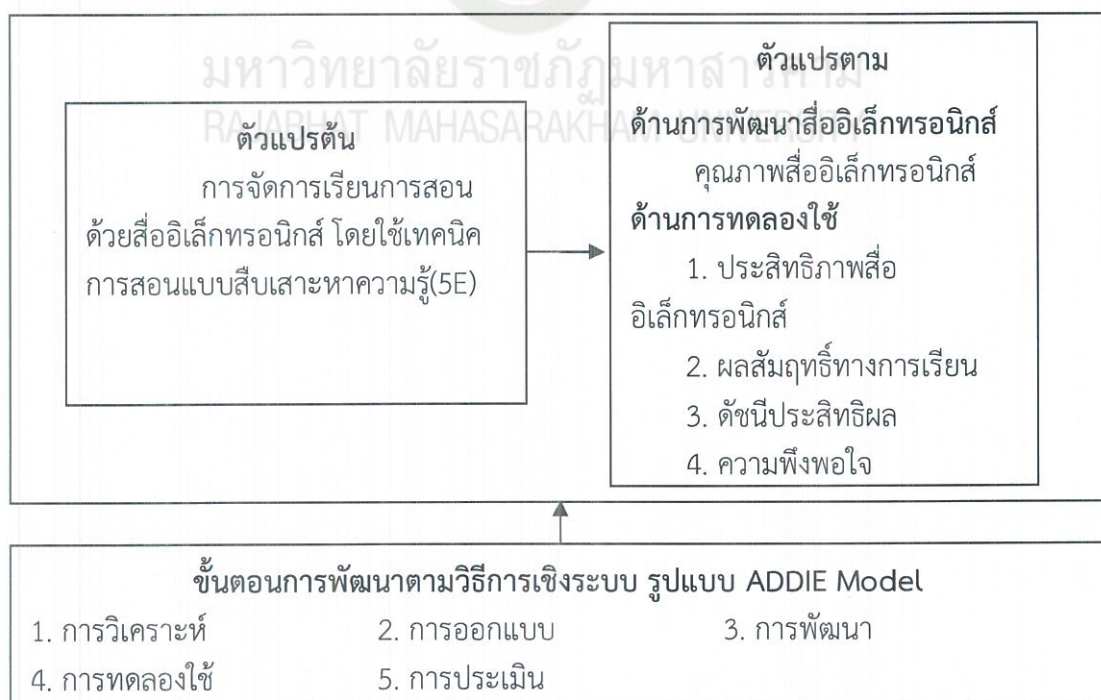 มหาวิทยาลัยราชภัฏมหาสารคาม
RAJABHAT MAHASARAKHAM UNIVERSITY
ตัวแปรต้น
การจัดการเรียนการสอน
ด้วยสื่ออิเล็กทรอนิกส์ โดยใช้เทคนิค
การสอนแบบสืบเสาะหาความรู้(5E)
ตัวแปรตาม
ด้านการพัฒนาสื่ออิเล็กทรอนิกส์
คุณภาพสื่ออิเล็กทรอนิกส์
ด้านการทดลองใช้
1. ประสิทธิภาพสื่อ
อิเล็กทรอนิกส์
2. ผลสัมฤทธิ์ทางการเรียน
3. ดัชนีประสิทธิผล
4. ความพึงพอใจ
ขั้นตอนการพัฒนาตามวิธีการเชิงระบบ รูปแบบ ADDIE Model
1. การวิเคราะห์ 2. การออกแบบ 3. การพัฒนา
4. การทดลองใช้ 5. การประเมิน